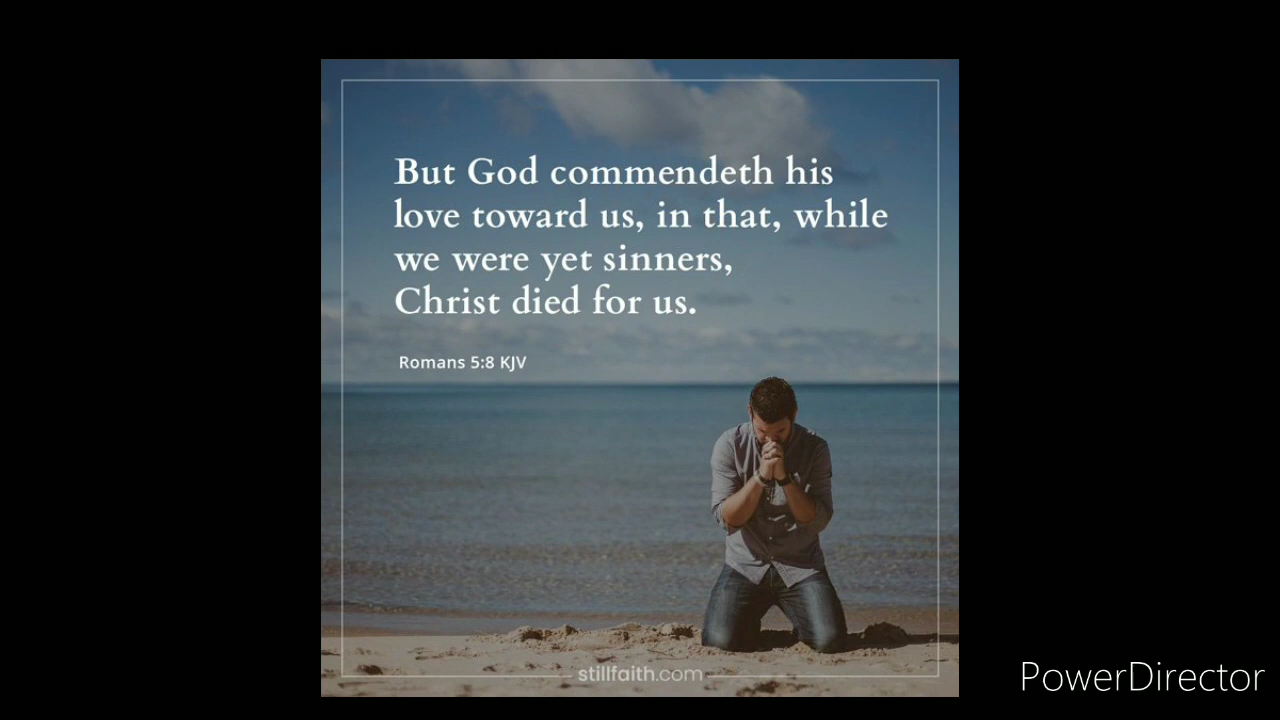 But God commendeth his
love toward us, in that, while
we were yet sinners,
Christ died for us.
Romans 5:8 KJV
stillfaith.com
PowerDirector